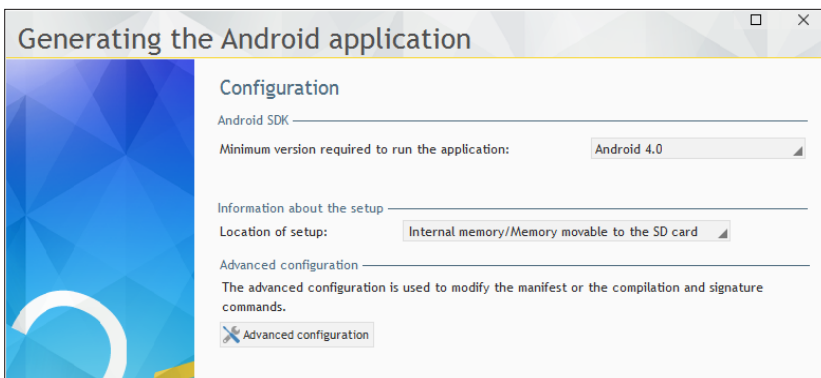 Generating the Android application
Configuration
Android SDK
Minimum version required to run the application: Android 4.0
Information about the setup
Location of setup: Internal memory/Memory movable to the SD card
Advanced configuration
The advanced configuration is used to modify the manifest or the compilation and signature
commands.
Advanced configuration